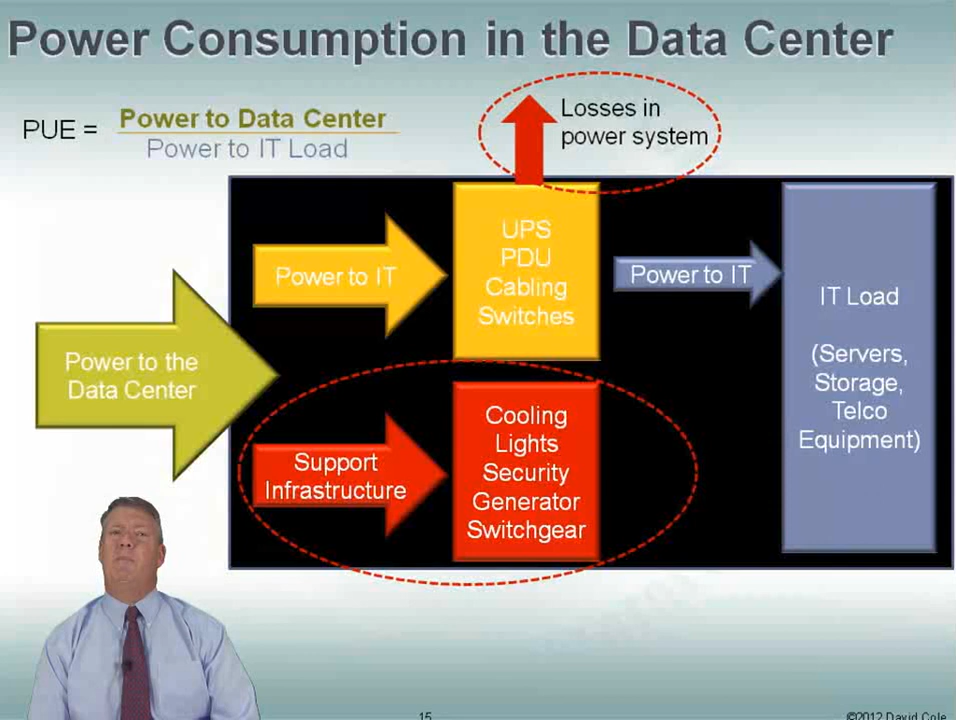 Power Consumption in the Data Center
PUE =
Power to Data Center
Power to IT Load
Losses in
power system
Power to the
Data Center
Power to IT
UPS
PDU
Cabling
Switches
Power to IT
IT Load
(Servers,
Storage,
Telco
Equipment)
Support
Infrastructure
Cooling
Lights
Security
Generator
Switchgear
15
©2012 David Cole